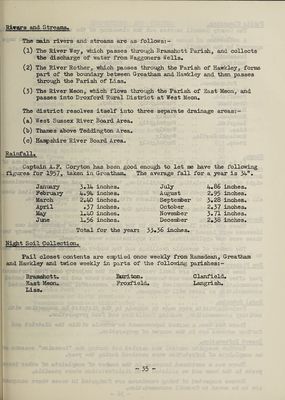 Rivers and Streams.
The main rivers and streams are as follows:-
(1) The River Wey, which passes through Bramshott Parish, and collects
the discharge of water from Waggoners Wells.
(2) The River Rother, which passes through the Parish of Hawkley, forms
part of the boundary between Greatham and Hawkley and then passes
through the Parish of Liss.
(3) The River Meon, which flows through the Parish of East Meon, and
passes into Droxford Rural District at West Meon.
The district resolves itself into three separate drainage areas:-
(a) West Sussex River Board Area.
(b) Thames above Teddington Area.
(c) Hampshire River Board Area.
Rainfall.
Captain A.F. Coryton has been good enough to let me have the following
figures for 1957, taken in Greatham. The average fall for a year is 34".
January 3.14 inches. July 4.86 inches.
February 4.94 inches. August 2.95 inches.
March 2.40 inches. September 3.28 inches.
April .37 inches. October 2.37 inches.
May 1.40 inches. November 3.71 inches.
June 1.56 inches. December 2.38 inches.
Total for the year: 33.36 inches.
Night Soil Collection.
Pail closet contents are emptied once weekly from Ramsdean, Greatham
and Hawkley and twice weekly in parts of the following parishes:-
Bramshott. Buriton. Clanfield.
East Meon. Froxfield. Langrish.
Liss.
- 35 -